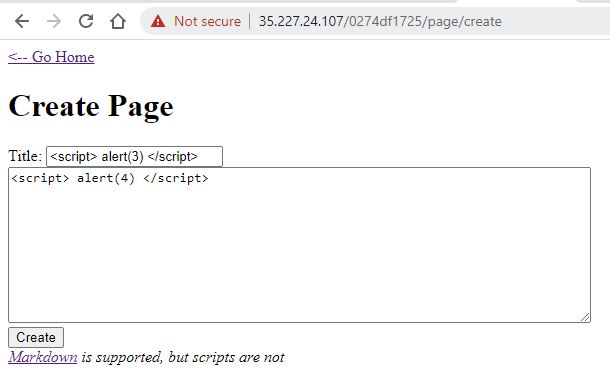 Not secure | 35.227.24.107/0274df1725/page/create
<-- Go Home
Create Page
Title: <script> alert(3) </script>
<script> alert(4) </script>
Create
Markdown is supported, but scripts are not